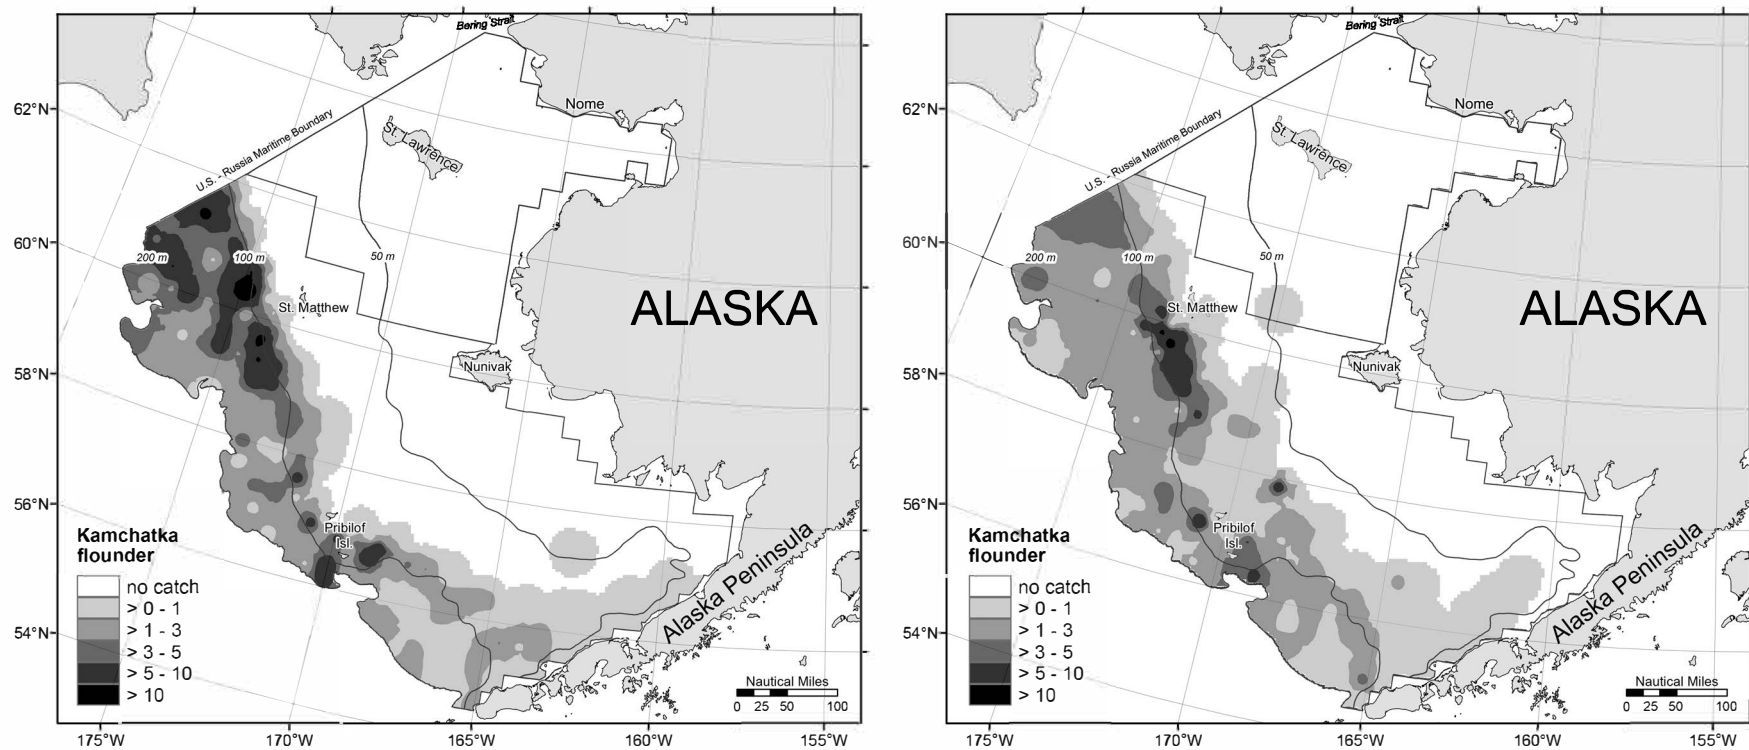 Bering Strait
62°N
Nome
St. Lawrence
U.S. - Russia Maritime Boundary
60°N
200 m
100 m
50 m
St. Matthew
ALASKA
58°N
Nunivak
56°N
Pribilof
Isl.
Alaska Peninsula
Kamchatka
flounder
no catch
> 0 - 1
> 1 - 3
> 3 - 5
> 5 - 10
> 10
54°N
Nautical Miles
0 25 50 100
175°W 170°W 165°W 160°W 155°W
Bering Strait
62°N
Nome
St. Lawrence
U.S. - Russia Maritime Boundary
60°N
200 m
100 m
50 m
St. Matthew
ALASKA
58°N
Nunivak
56°N
Pribilof
Isl.
Alaska Peninsula
Kamchatka
flounder
no catch
> 0 - 1
> 1 - 3
> 3 - 5
> 5 - 10
> 10
54°N
Nautical Miles
0 25 50 100
175°W 170°W 165°W 160°W 155°W